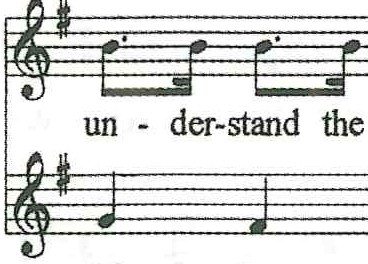 un - der-stand the